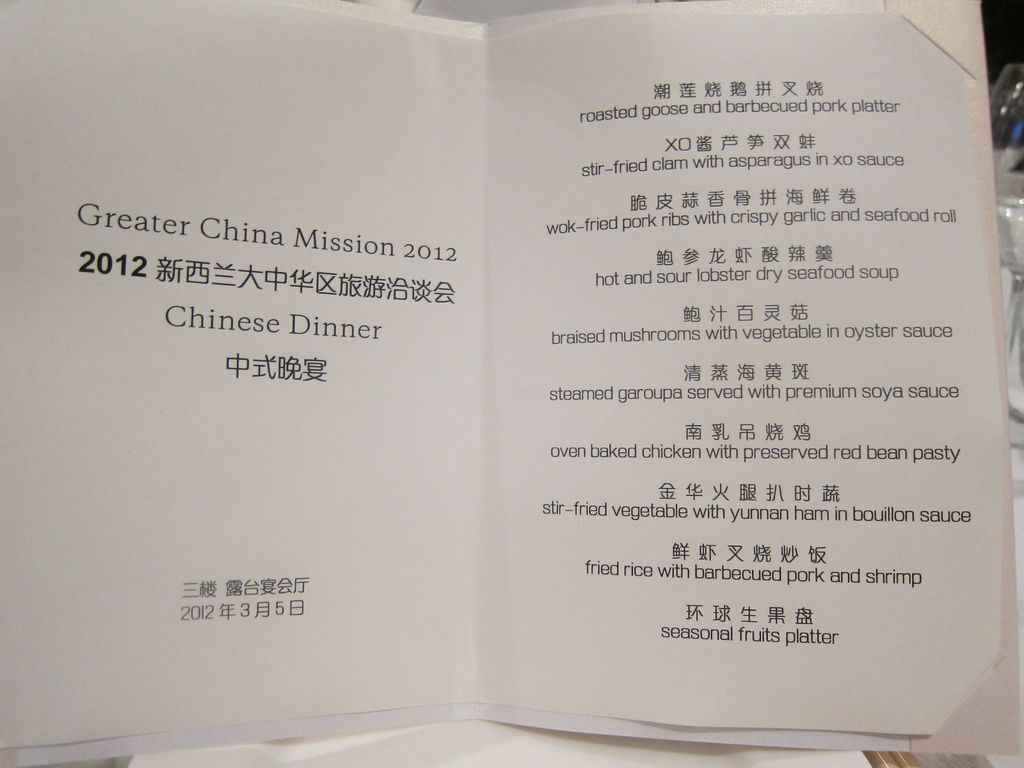 Greater China Mission 2012
2012 新西兰大中华区旅游洽谈会
Chinese Dinner
中式晚宴
三楼 露台宴会厅
2012 年 3 月 5 日
潮莲烧鹅拼叉烧
roasted goose and barbecued pork platter
XO酱芦笋双蚌
stir-fried clam with asparagus in xo sauce
脆皮蒜香骨拼海鲜卷
wok-fried pork ribs with crispy garlic and seafood roll
鲍参龙虾酸辣羹
hot and sour lobster dry seafood soup
鲍汁百灵菇
braised mushrooms with vegetable in oyster sauce
清蒸海黄斑
steamed garoupa served with premium soya sauce
南乳吊烧鸡
oven baked chicken with preserved red bean pasty
金华火腿扒时蔬
stir-fried vegetable with yunnan ham in bouillon sauce
鲜虾叉烧炒饭
fried rice with barbecued pork and shrimp
环球生果盘
seasonal fruits platter